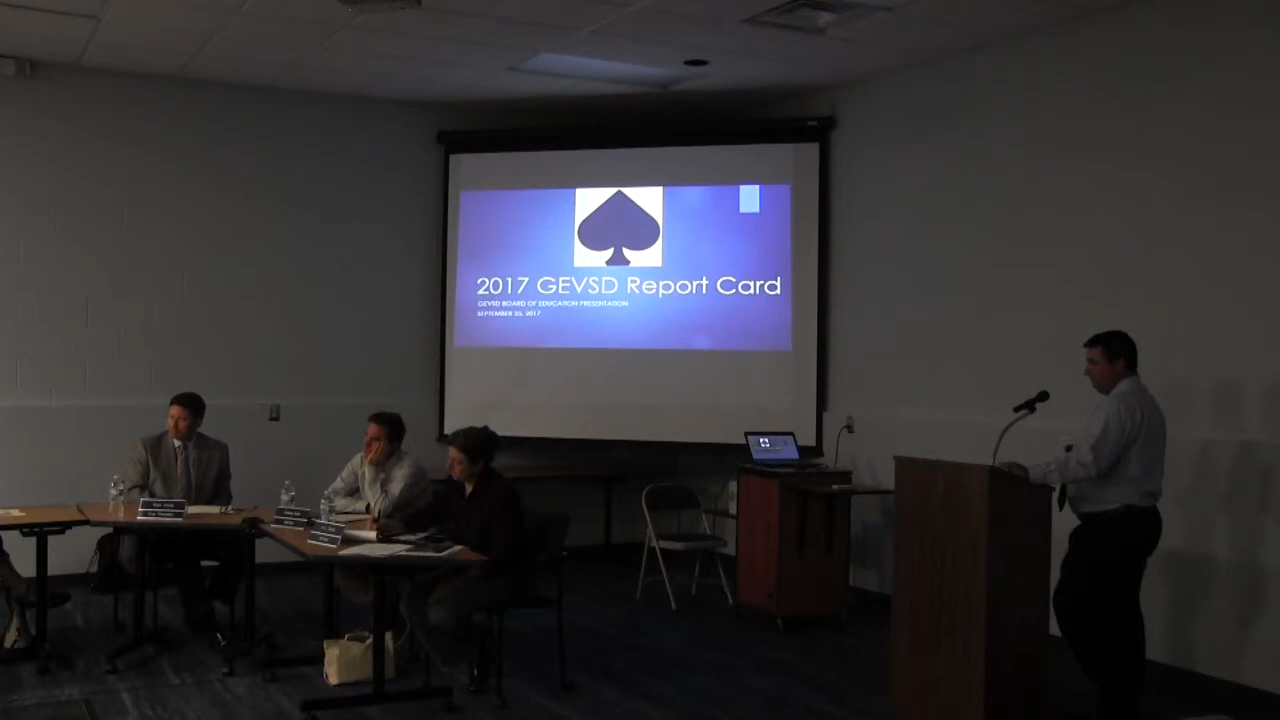 2017 GEVSD Report Card
GEVSD BOARD OF EDUCATION PRESENTATION
SEPTEMBER 25, 2017